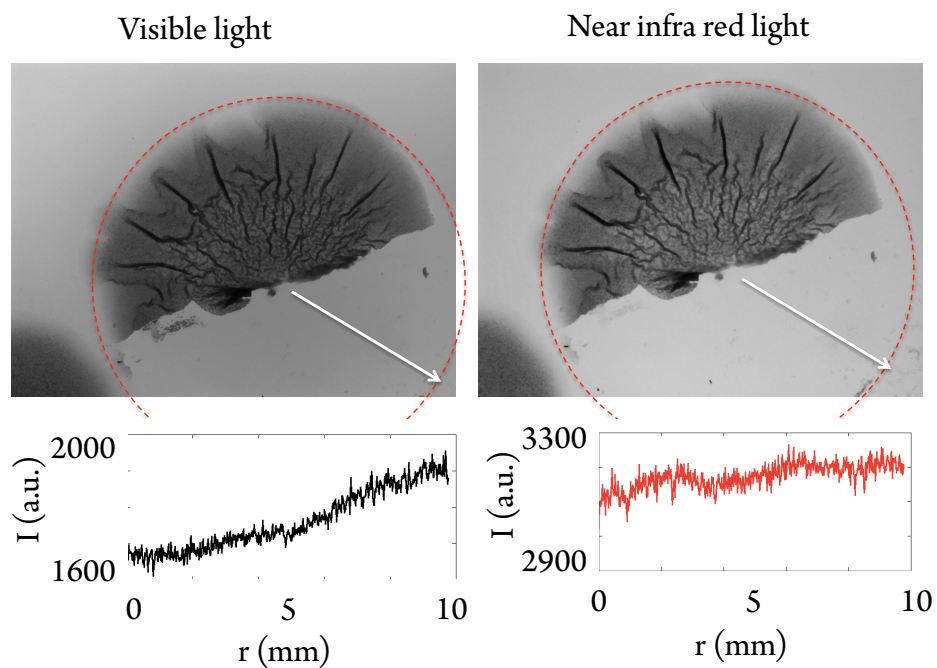 Visible light
Near infra red light
2000
1600
I (a.u.)
0
5
10
r (mm)
3300
2900
I (a.u.)
0
5
10
r (mm)